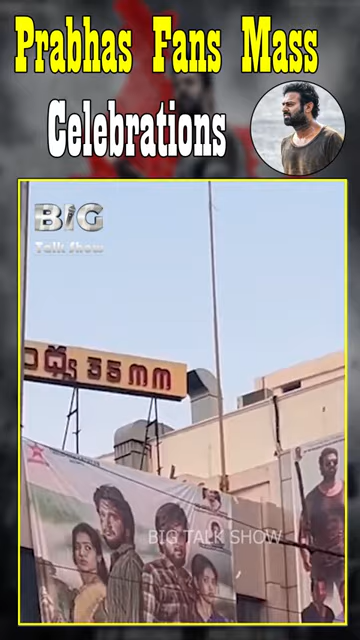 Prabhas Fans Mass
Celebrations
BIG
Talk Show
ంధ్య
BIG TALK SHOW